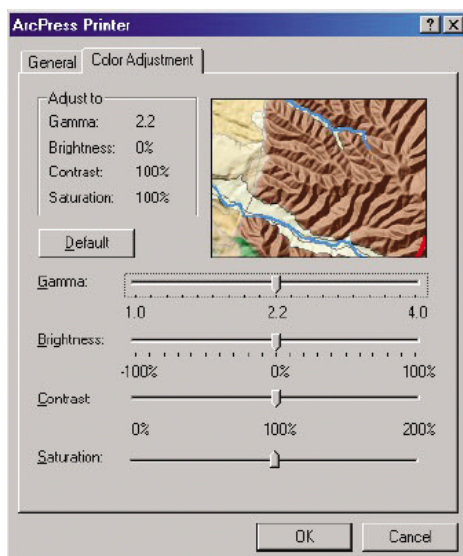 ArcPress Printer
General Color Adjustment
Adjust to
Gamma: 2.2
Brightness: 0%
Contrast: 100%
Saturation: 100%
Default
Gamma:
1.0 2.2 4.0
Brightness:
-100% 0% 100%
Contrast
0% 100% 200%
Saturation:
OK Cancel